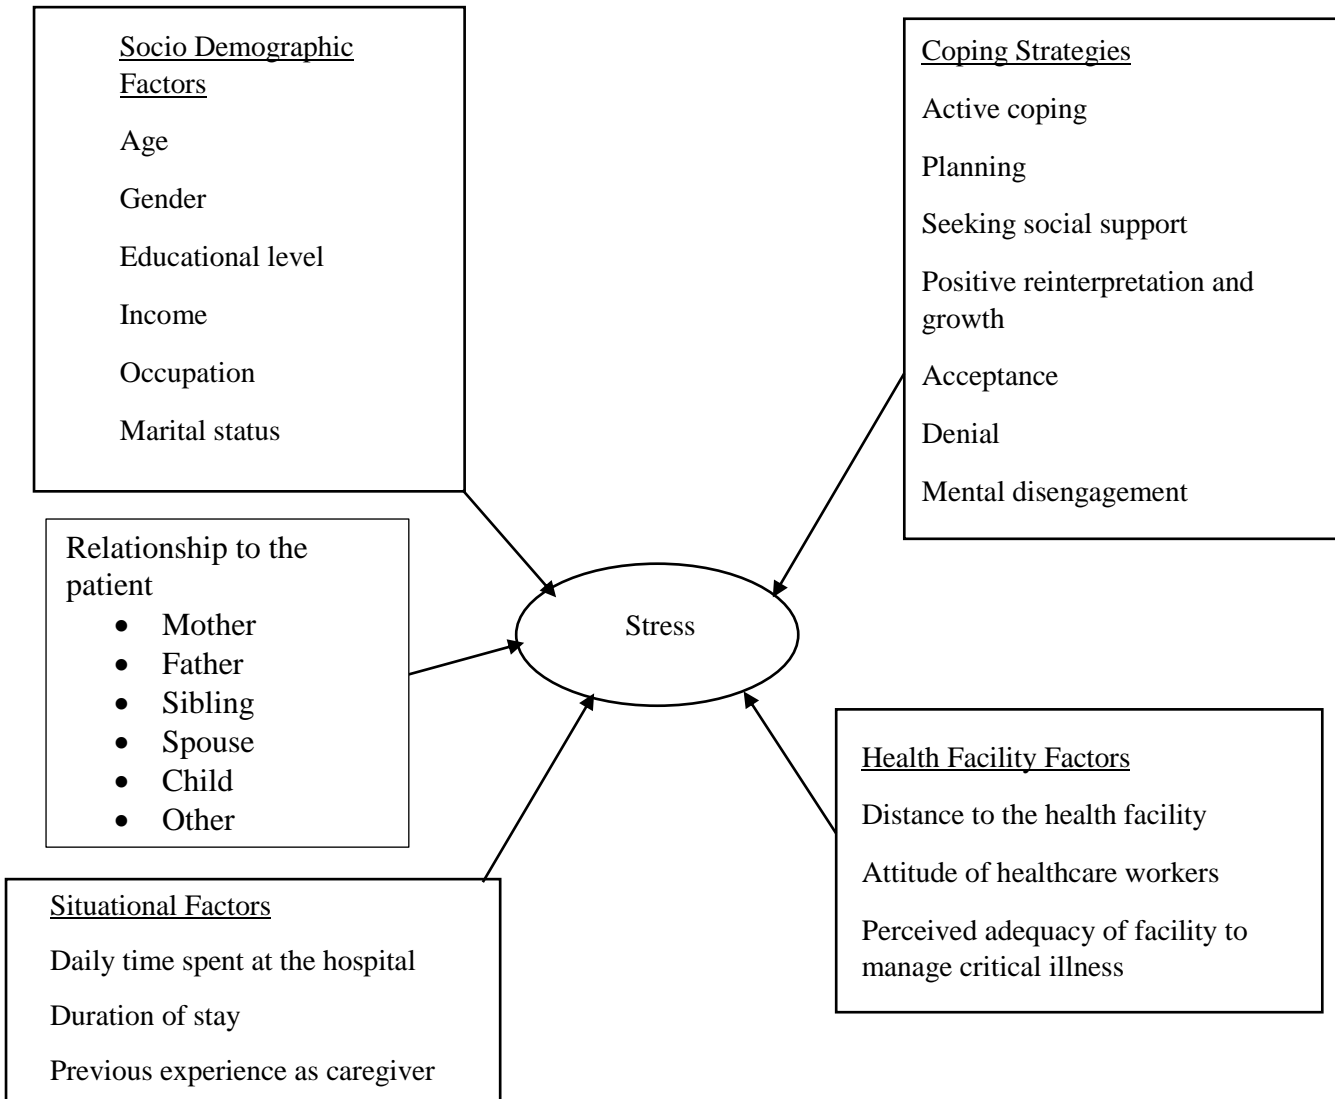 Socio Demographic
Factors
Age
Gender
Educational level
Income
Occupation
Marital status
Coping Strategies
Active coping
Planning
Seeking social support
Positive reinterpretation and
growth
Acceptance
Denial
Mental disengagement
Relationship to the
patient
• Mother
• Father
• Sibling
• Spouse
• Child
• Other
Stress
Health Facility Factors
Distance to the health facility
Attitude of healthcare workers
Perceived adequacy of facility to
manage critical illness
Situational Factors
Daily time spent at the hospital
Duration of stay
Previous experience as caregiver